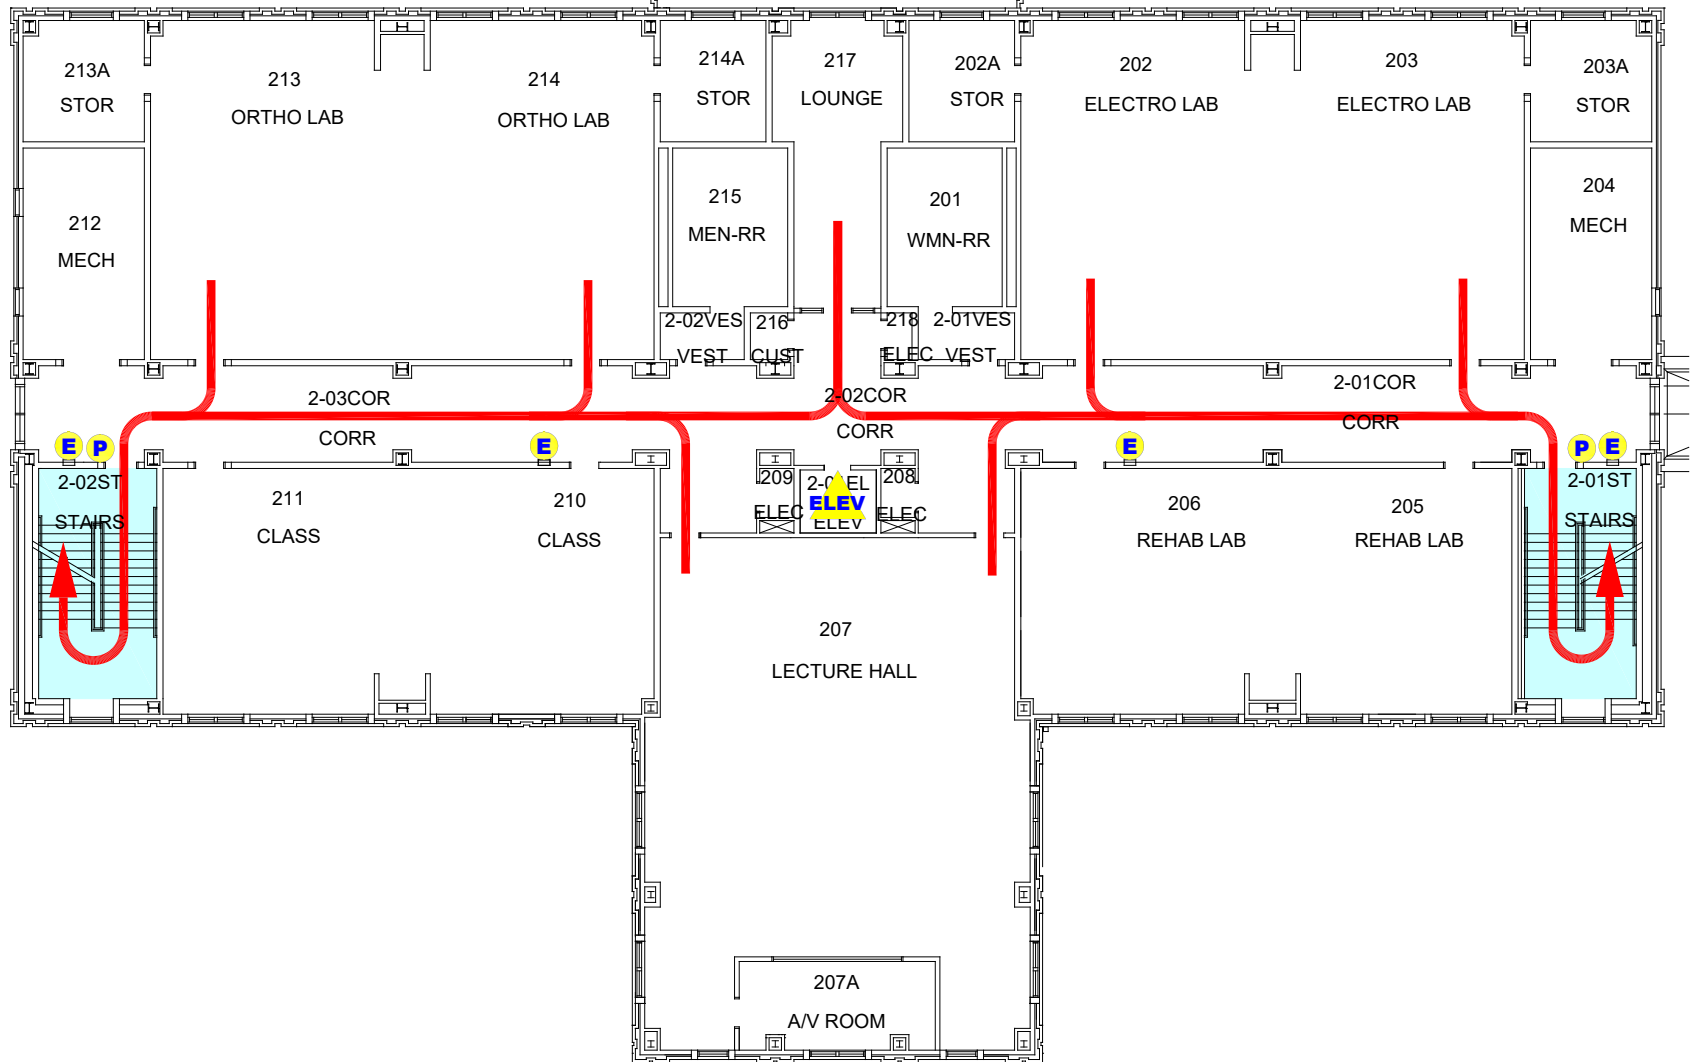 213A
STOR
213
ORTHO LAB
214
ORTHO LAB
214A
STOR
217
LOUNGE
202A
STOR
202
ELECTRO LAB
203
ELECTRO LAB
203A
STOR
212
MECH
215
MEN-RR
201
WMN-RR
204
MECH
2-02VES
VEST
216
CUST
218
ELEC
2-01VES
VEST
2-03COR
CORR
2-02COR
CORR
2-01COR
CORR
E
P
E
E
P
E
2-02ST
STAIRS
211
CLASS
210
CLASS
209
ELEC
2-01EL
ELEV
ELEV
208
ELEC
206
REHAB LAB
205
REHAB LAB
2-01ST
STAIRS
207
LECTURE HALL
207A
A/V ROOM